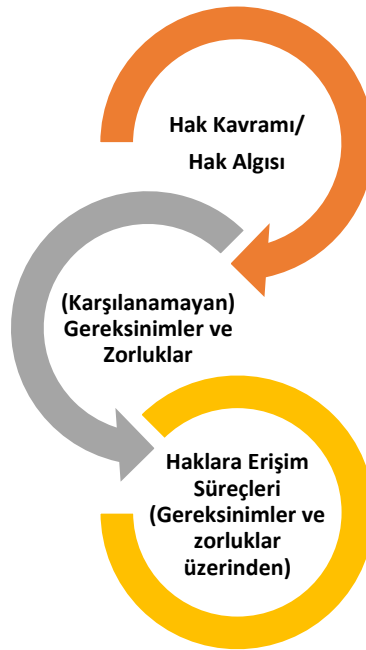 Hak Kavramı/
Hak Algısı
(Karşılanamayan)
Gereksinimler ve
Zorluklar
Haklara Erişim
Süreçleri
(Gereksinimler ve
zorluklar
üzerinden)